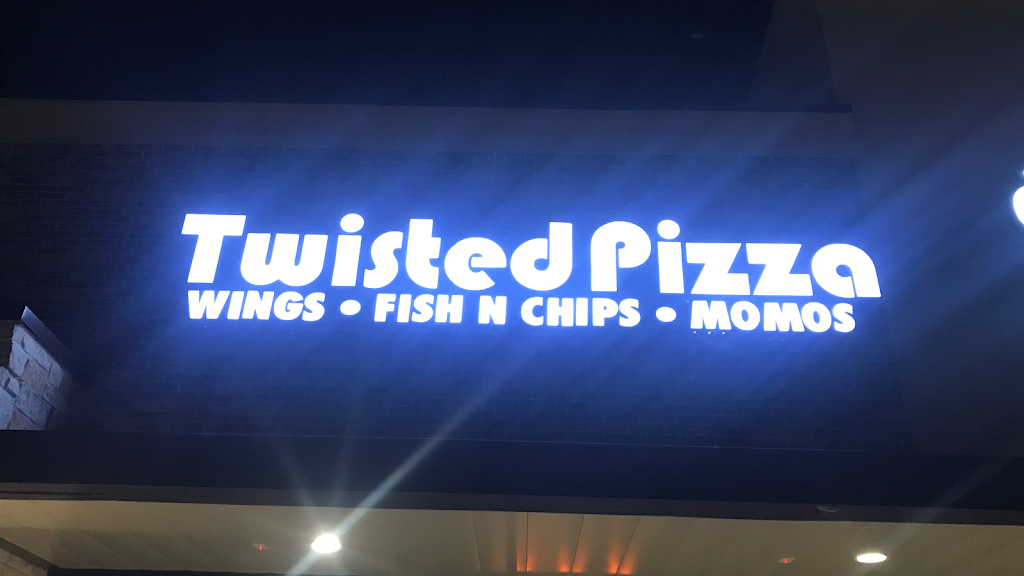 Twisted Pizza
WINGS • FISH N CHIPS • MOMOS